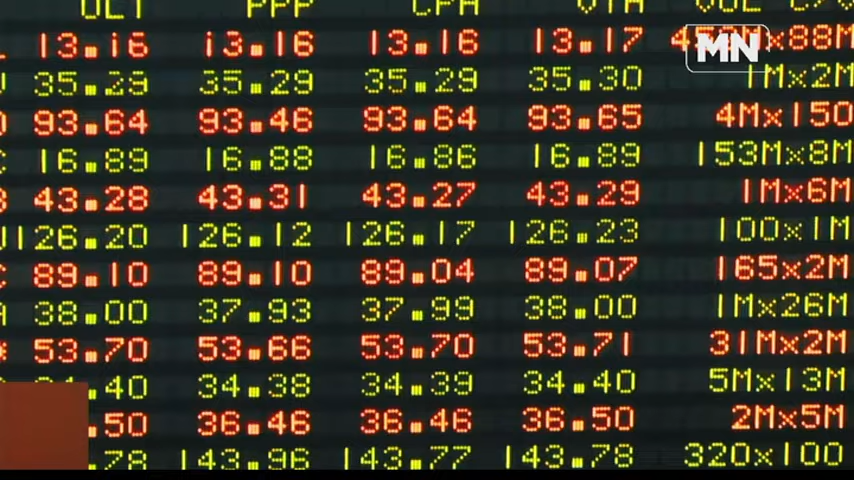 ULT PPP CPA VTA VOL C/V
13.16 13.16 13.16 13.17 x88M
MN
35.29 35.29 35.29 35.30 1Mx2M
93.64 93.46 93.64 93.65 4Mx150
16.89 16.88 16.86 16.89 153Mx8M
43.28 43.31 43.27 43.29 1Mx6M
126.20 126.12 126.17 126.23 100x1M
89.10 89.10 89.04 89.07 165x2M
38.00 37.93 37.99 38.00 1Mx26M
53.70 53.66 53.70 53.71 31Mx2M
.40 34.38 34.39 34.40 5Mx13M
.50 36.46 36.46 36.50 2Mx5M
.78 143.96 143.77 143.78 320x100